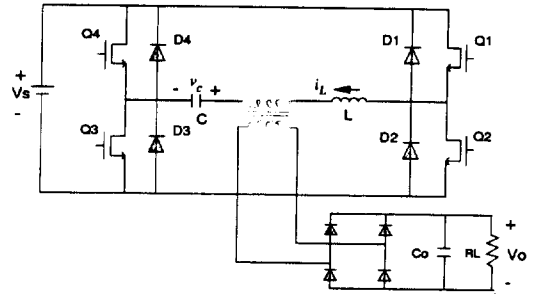 Q4
D4
D1
Q1
+
Vs
-
- vc +
C
iL
L
Q3
D3
D2
Q2
+
Co
RL
Vo
-